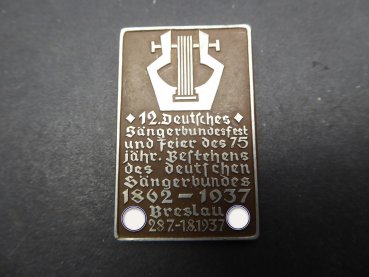 12. Deutsches
Sängerbundesfest
und Feier des 75
jähr. Bestehens
des deutschen
Sängerbundes
1862-1937
Breslau
28.7.-1.8.1937